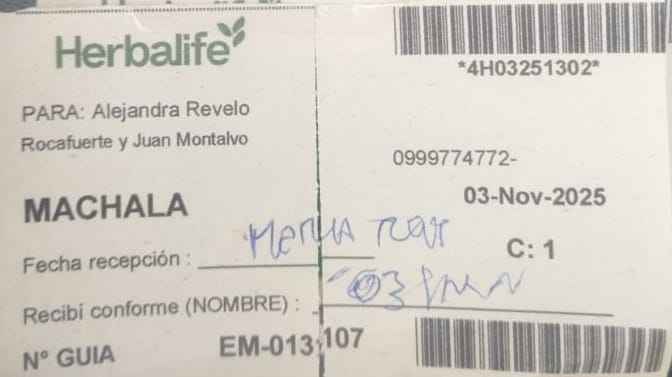 Herbalife
*4H03251302*
PARA: Alejandra Revelo
Rocafuerte y Juan Montalvo
0999774772-
MACHALA
03-Nov-2025
C: 1
Fecha recepción :
Recibí conforme (NOMBRE) :
03
Nº GUIA
EM-013107